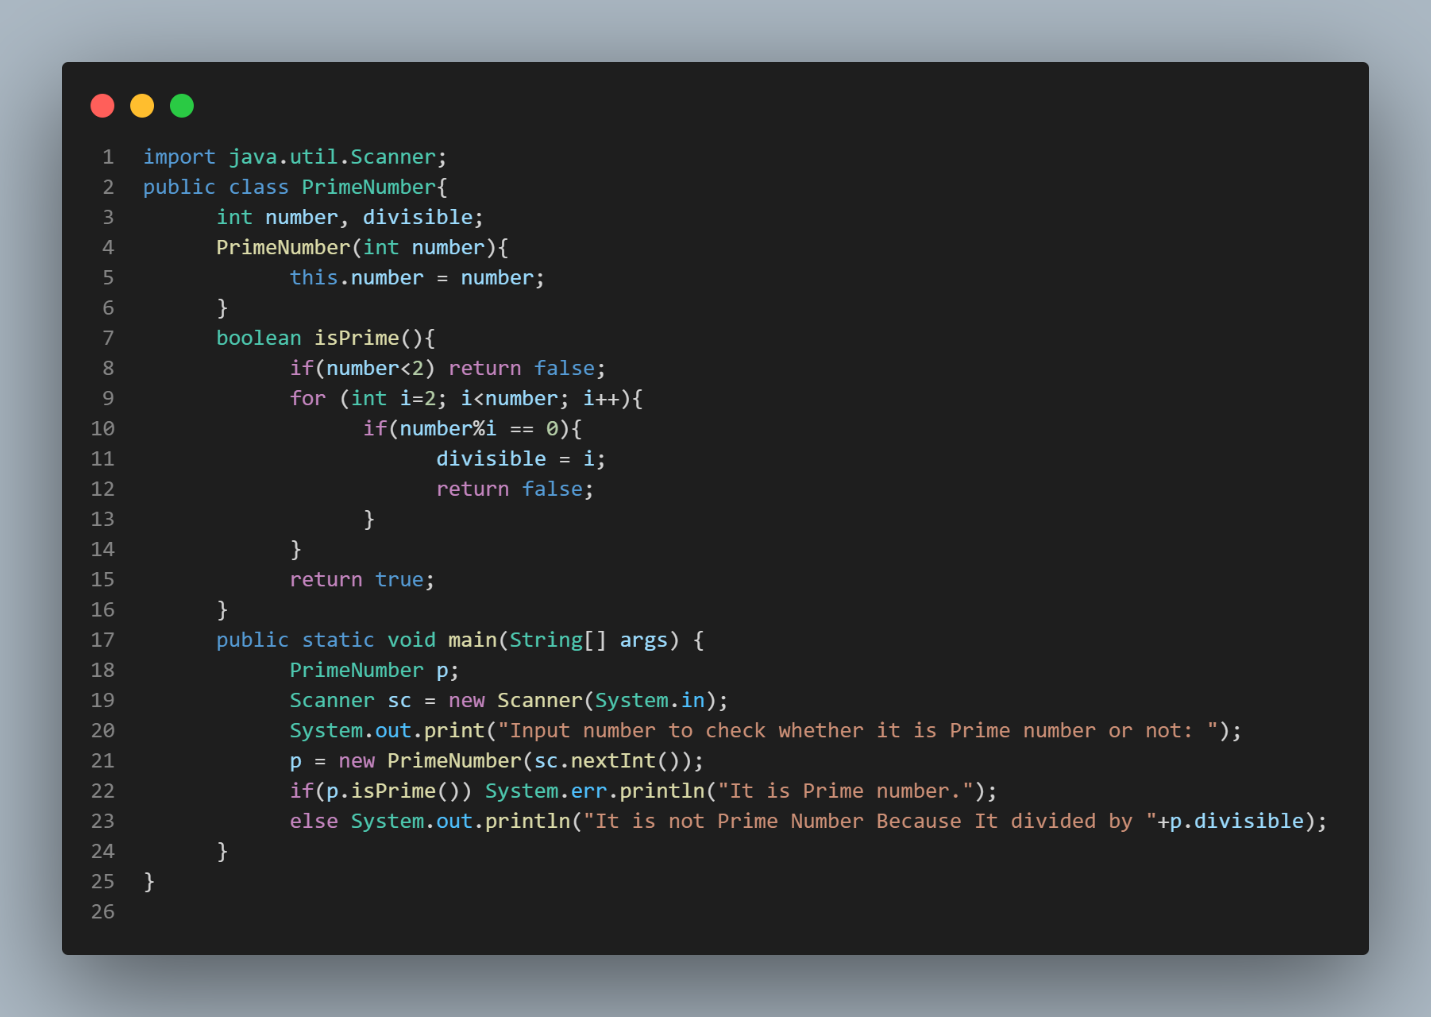 1 import java.util.Scanner;
2 public class PrimeNumber{
3 int number, divisible;
4 PrimeNumber(int number){
5 this.number = number;
6 }
7 boolean isPrime(){
8 if(number<2) return false;
9 for (int i=2; i<number; i++){
10 if(number%i == 0){
11 divisible = i;
12 return false;
13 }
14 }
15 return true;
16 }
17 public static void main(String[] args) {
18 PrimeNumber p;
19 Scanner sc = new Scanner(System.in);
20 System.out.print("Input number to check whether it is Prime number or not: ");
21 p = new PrimeNumber(sc.nextInt());
22 if(p.isPrime()) System.err.println("It is Prime number.");
23 else System.out.println("It is not Prime Number Because It divided by "+p.divisible);
24 }
25 }
26